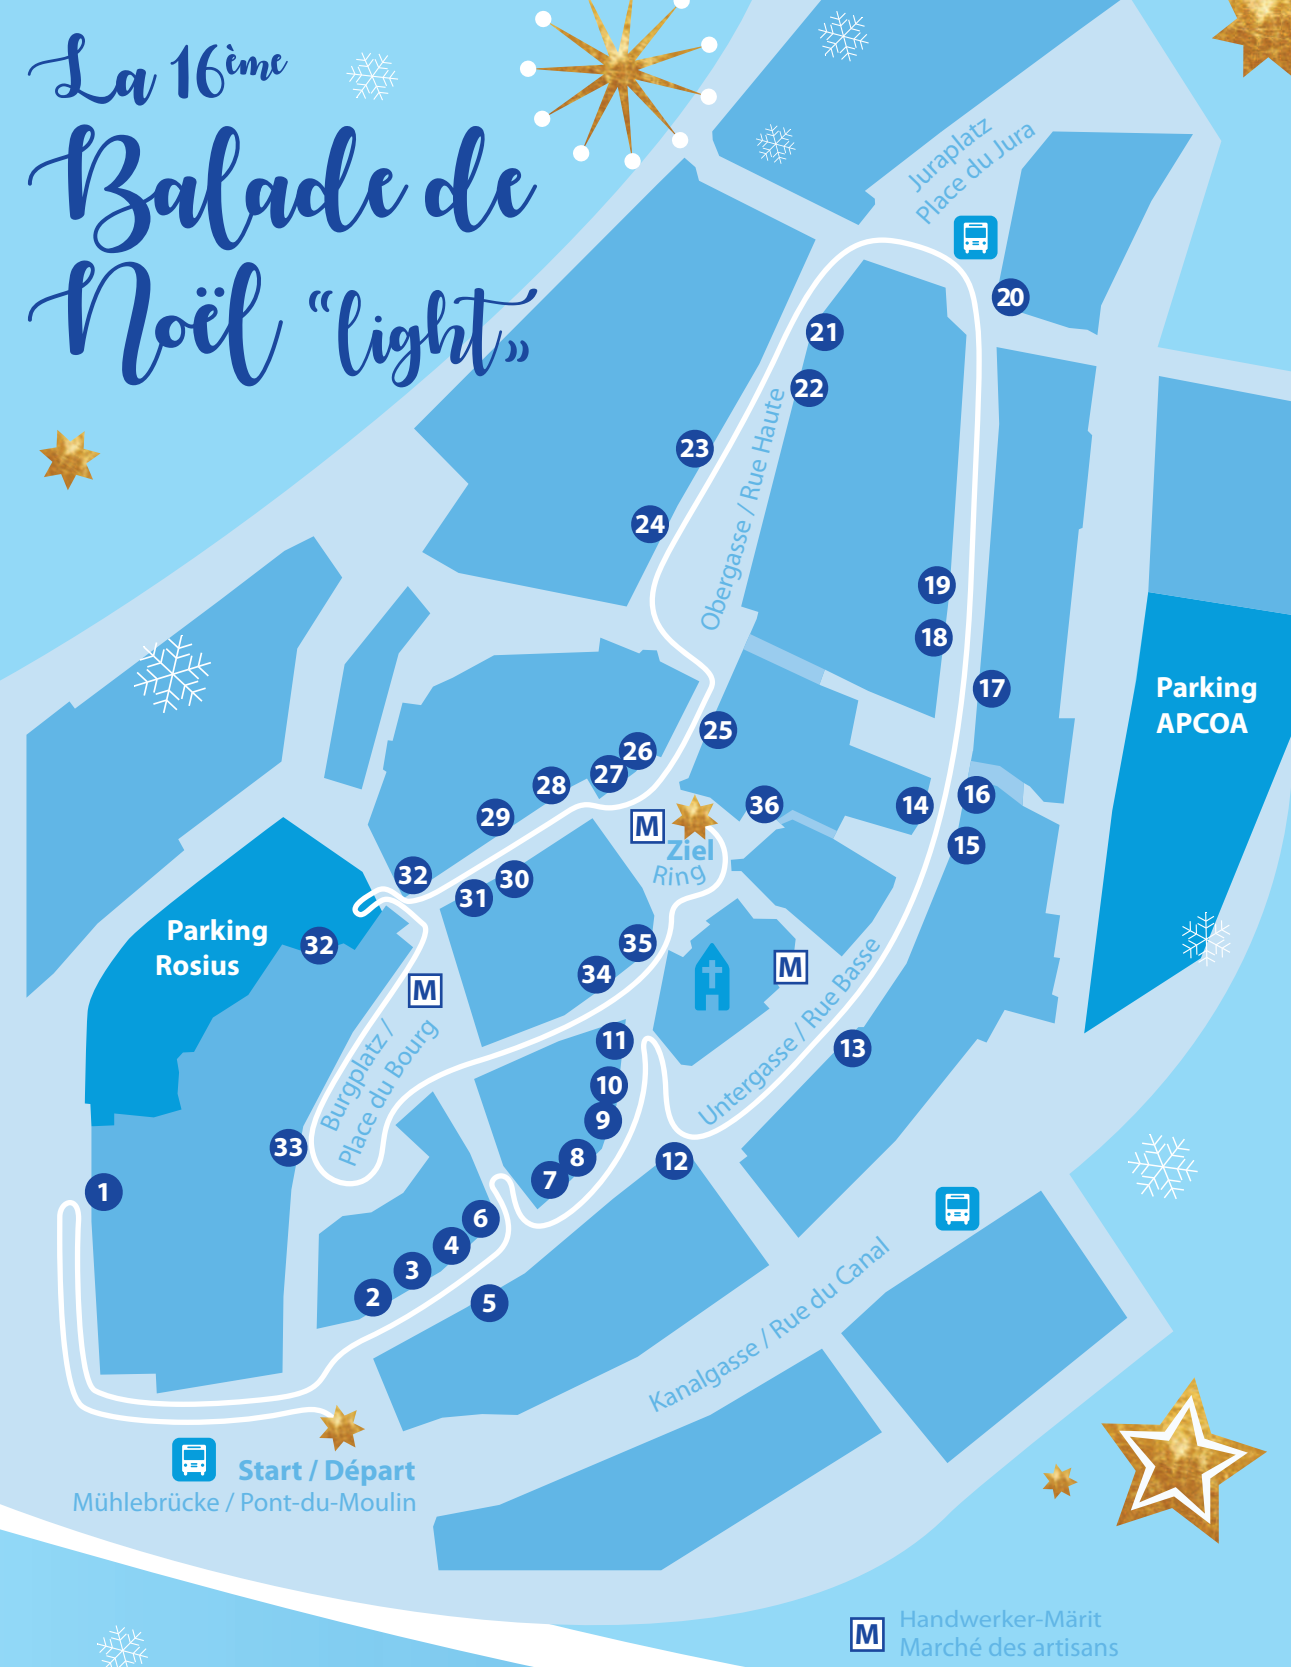 La 16ème
Balade de
Noël “light”
Juraplatz
Place du Jura
20
21
22
Obergasse / Rue Haute
23
24
19
18
17
Parking
APCOA
25
26
27
28
29
M
Ziel
Ring
36
14
16
15
32
31
30
Parking
Rosius
32
35
34
M
M
Untergasse / Rue Basse
13
11
10
9
8
7
12
Burgplatz /
Place du Bourg
33
1
6
4
3
2
5
Kanalgasse / Rue du Canal
Start / Départ
Mühlebrücke / Pont-du-Moulin
M
Handwerker-Märit
Marché des artisans